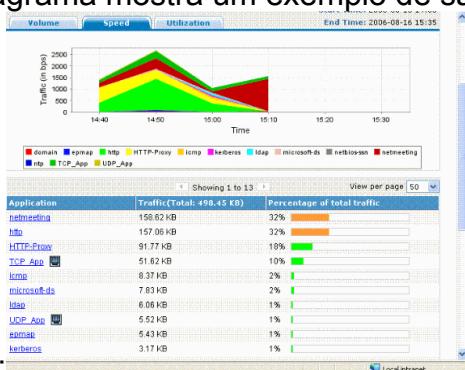 agrama mostra um exemplo de sa
Volume Speed Utilization
End Time: 2006-08-16 15:35
Traffic (in bps)
2500
2000
1500
1000
500
0
14:40 14:50 15:00 15:10 15:20 15:30
Time
domain epmap http HTTP-Proxy icmp kerberos ldap microsoft-ds netbios-ssn netmeeting
ntp TCP_App UDP_App
Showing 1 to 13 View per page 50
Application Traffic(Total: 498.45 KB) Percentage of total traffic
netmeeting 158.62 KB 32%
http 157.06 KB 32%
HTTP-Proxy 91.77 KB 18%
TCP_App 51.62 KB 10%
icmp 8.37 KB 2%
microsoft-ds 7.83 KB 2%
ldap 6.06 KB 1%
UDP_App 5.52 KB 1%
epmap 5.43 KB 1%
kerberos 3.17 KB 1%
Local intranet